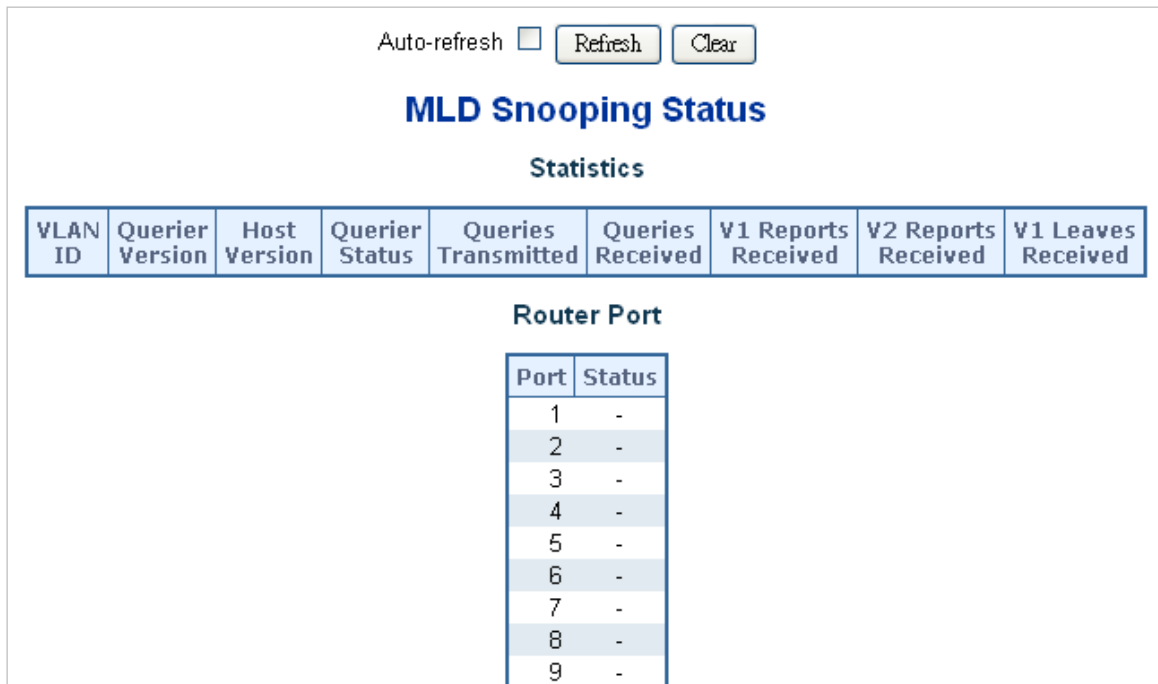 Auto-refresh Refresh Clear
MLD Snooping Status
Statistics
VLAN ID Querier Version Host Version Querier Status Queries Transmitted Queries Received V1 Reports Received V2 Reports Received V1 Leaves Received
Router Port
Port Status
1 -
2 -
3 -
4 -
5 -
6 -
7 -
8 -
9 -